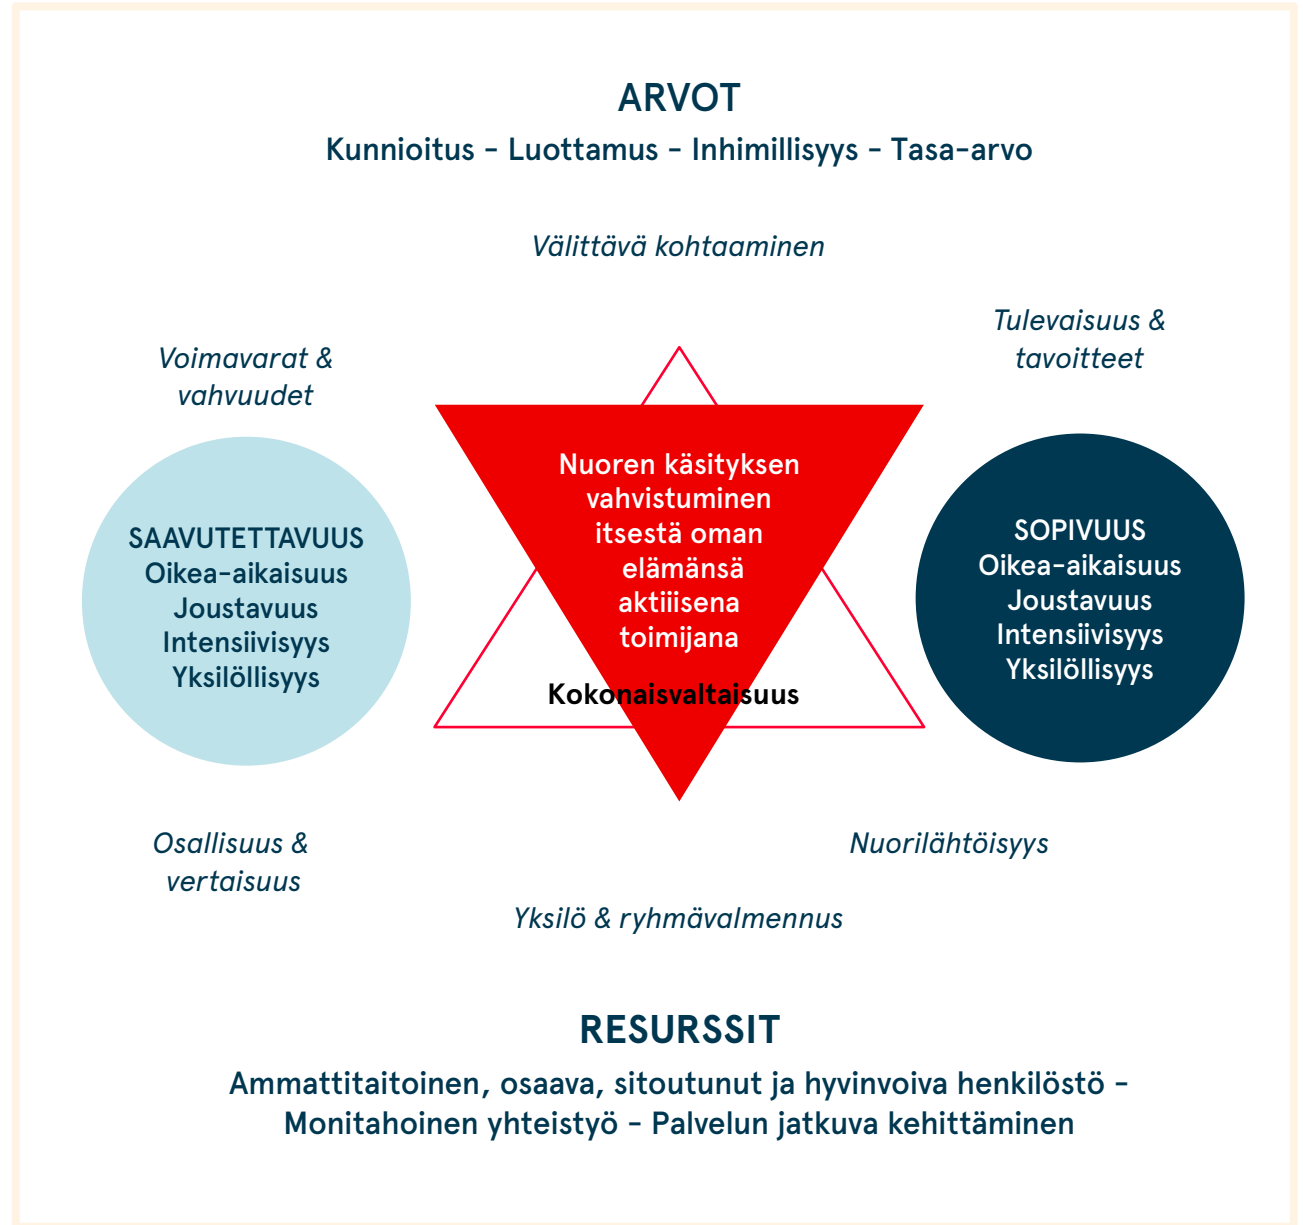 ARVOT
Kunnioitus - Luottamus - Inhimillisyys - Tasa-arvo
Välittävä kohtaaminen
Voimavarat &
vahvuudet
Tulevaisuus &
tavoitteet
SAAVUTETTAVUUS
Oikea-aikaisuus
Joustavuus
Intensiivisyys
Yksilöllisyys
Nuoren käsityksen
vahvistuminen
itsestä oman
elämänsä
aktiiisena
toimijana
Kokonaisvaltaisuus
SOPIVUUS
Oikea-aikaisuus
Joustavuus
Intensiivisyys
Yksilöllisyys
Osallisuus &
vertaisuus
Nuorilähtöisyys
Yksilö & ryhmävalmennus
RESURSSIT
Ammattitaitoinen, osaava, sitoutunut ja hyvinvoiva henkilöstö -
Monitahoinen yhteistyö - Palvelun jatkuva kehittäminen